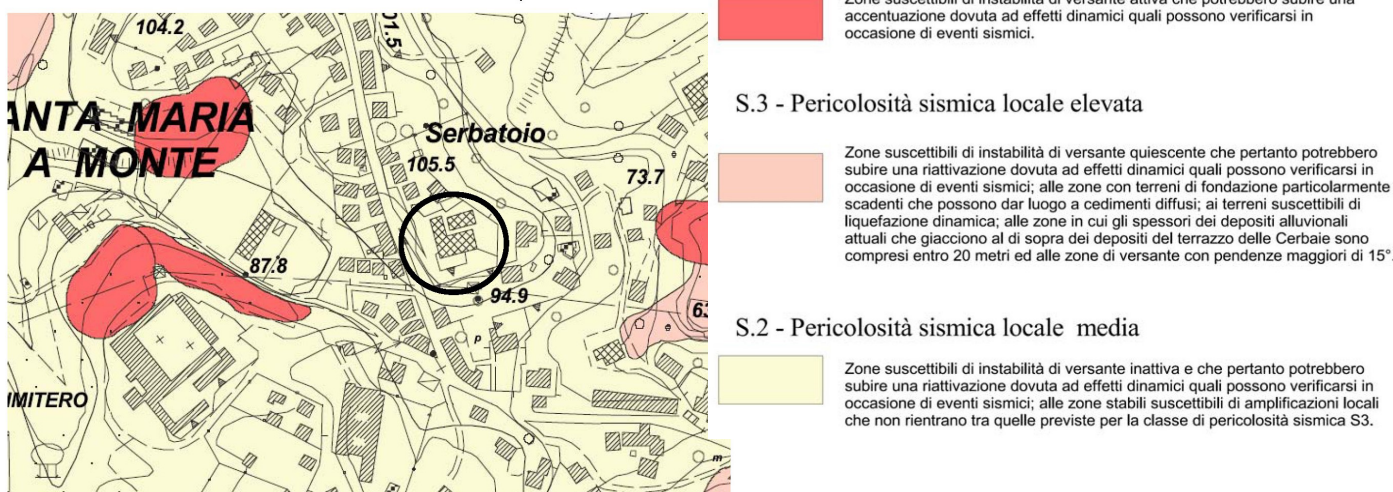 104.2
01.5
ANTA MARIA
A MONTE
Serbatoio
105.5
73.7
87.8
94.9
63
p
IMITERO
m
Zone suscettibili di instabilità di versante attiva che potrebbero subire una
accentuazione dovuta ad effetti dinamici quali possono verificarsi in
occasione di eventi sismici.
S.3 - Pericolosità sismica locale elevata
Zone suscettibili di instabilità di versante quiescente che pertanto potrebbero
subire una riattivazione dovuta ad effetti dinamici quali possono verificarsi in
occasione di eventi sismici; alle zone con terreni di fondazione particolarmente
scadenti che possono dar luogo a cedimenti diffusi; ai terreni suscettibili di
liquefazione dinamica; alle zone in cui gli spessori dei depositi alluvionali
attuali che giacciono al di sopra dei depositi del terrazzo delle Cerbaie sono
compresi entro 20 metri ed alle zone di versante con pendenze maggiori di 15°.
S.2 - Pericolosità sismica locale media
Zone suscettibili di instabilità di versante inattiva e che pertanto potrebbero
subire una riattivazione dovuta ad effetti dinamici quali possono verificarsi in
occasione di eventi sismici; alle zone stabili suscettibili di amplificazioni locali
che non rientrano tra quelle previste per la classe di pericolosità sismica S3.